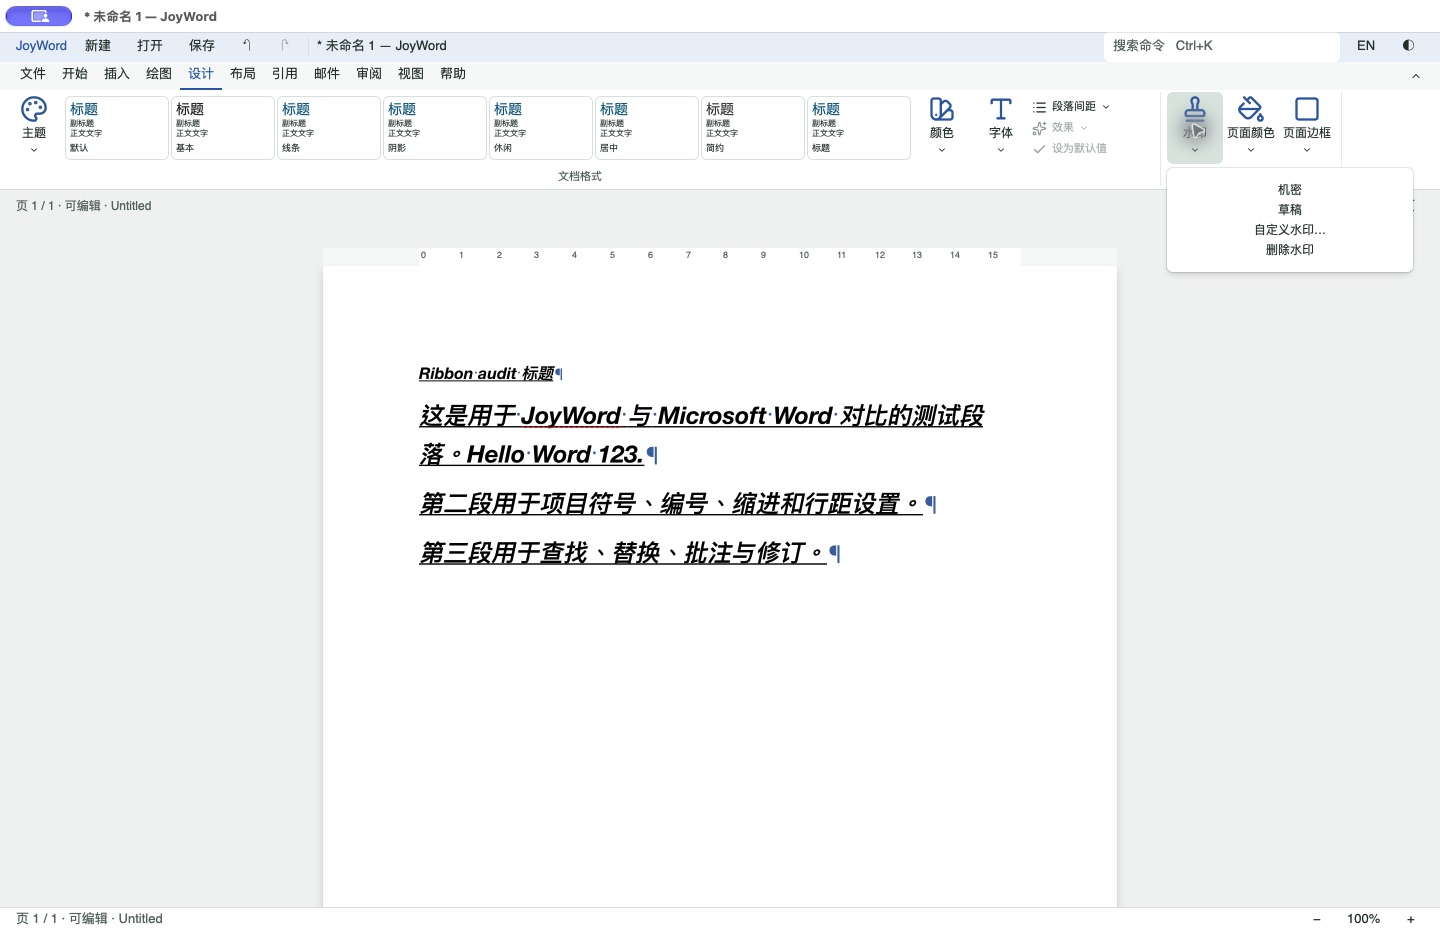 * 未命名 1 — JoyWord
JoyWord 新建 打开 保存 * 未命名 1 — JoyWord 搜索命令 Ctrl+K EN
文件 开始 插入 绘图 设计 布局 引用 邮件 审阅 视图 帮助
主题
标题
副标题
正文文字
默认
标题
副标题
正文文字
基本
标题
副标题
正文文字
线条
标题
副标题
正文文字
阴影
标题
副标题
正文文字
休闲
标题
副标题
正文文字
居中
标题
副标题
正文文字
简约
标题
副标题
正文文字
标题
颜色
字体
段落间距
效果
设为默认值
水印
页面颜色
页面边框
文档格式
机密
草稿
自定义水印...
删除水印
页 1 / 1 · 可编辑 · Untitled
0 1 2 3 4 5 6 7 8 9 10 11 12 13 14 15
Ribbon·audit·标题¶
这是用于·JoyWord·与·Microsoft·Word·对比的测试段
落。Hello·Word·123.¶
第二段用于项目符号、编号、缩进和行距设置。¶
第三段用于查找、替换、批注与修订。¶
页 1 / 1 · 可编辑 · Untitled − 100% +